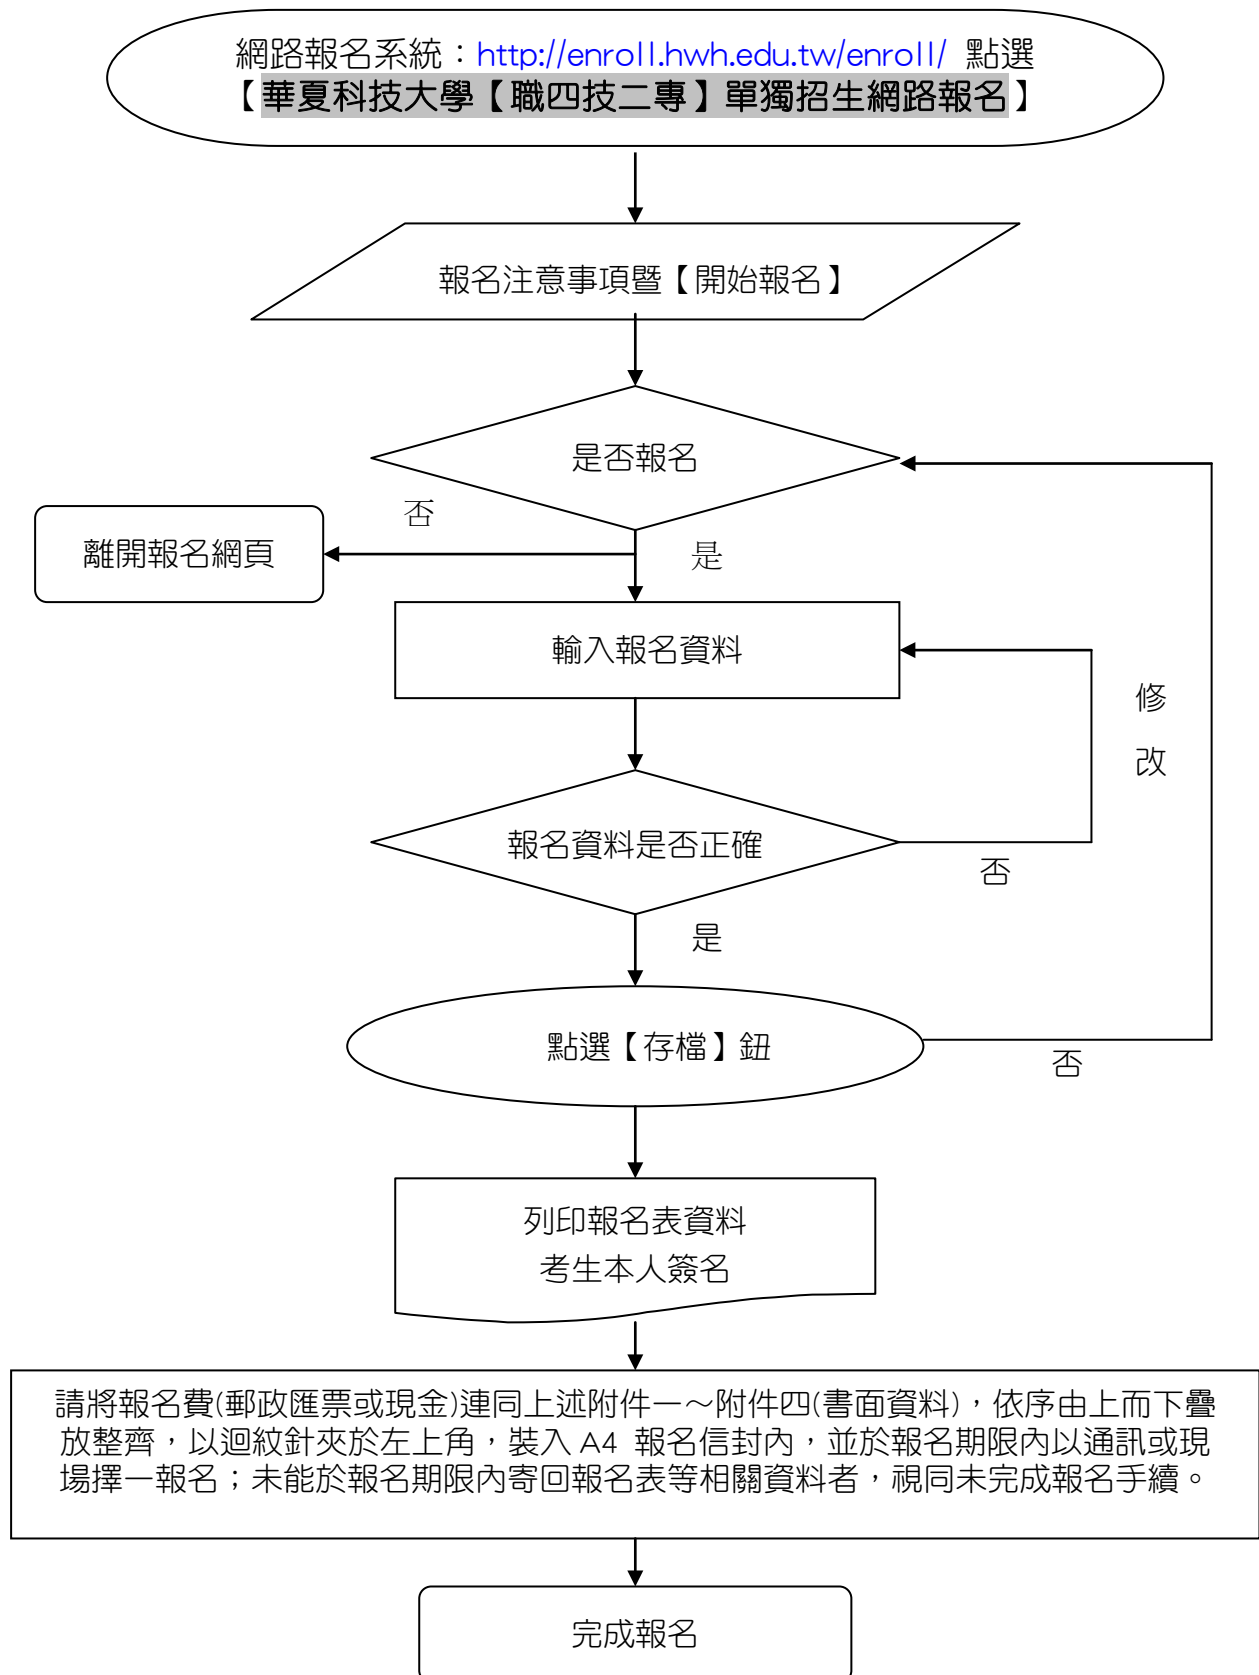 網路報名系統：http://enroll.hwh.edu.tw/enroll/ 點選
【華夏科技大學【職四技二專】單獨招生網路報名】
報名注意事項暨【開始報名】
是否報名
否
離開報名網頁
是
輸入報名資料
修
改
報名資料是否正確
否
是
點選【存檔】鈕
否
列印報名表資料
考生本人簽名
請將報名費(郵政匯票或現金)連同上述附件一～附件四(書面資料)，依序由上而下疊
放整齊，以迴紋針夾於左上角，裝入 A4 報名信封內，並於報名期限內以通訊或現
場擇一報名；未能於報名期限內寄回報名表等相關資料者，視同未完成報名手續。
完成報名